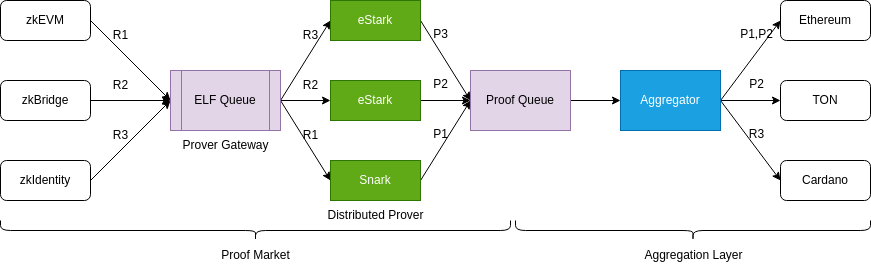 zkEVM
eStark
Ethereum
R1
R3
P3
P1,P2
zkBridge
R2
ELF Queue
R2
eStark
P2
Proof Queue
Aggregator
P2
TON
R3
R1
P1
R3
Prover Gateway
zkIdentity
Snark
Cardano
Distributed Prover
Proof Market
Aggregation Layer